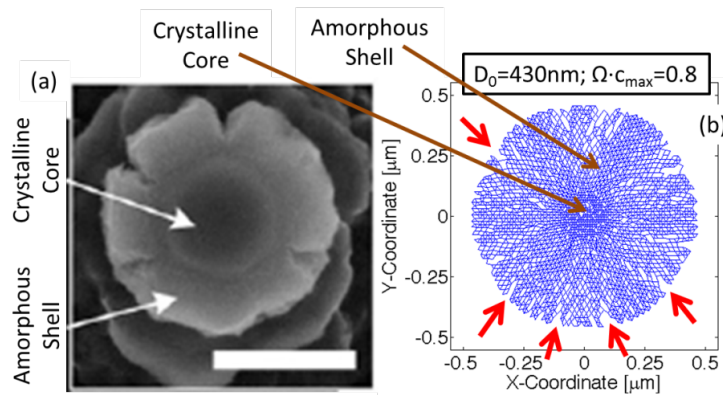 Crystalline
Core
Amorphous
Shell
(a)
Crystalline
Core
Amorphous
Shell
D₀=430nm; Ω·cₘₐₓ=0.8
(b)
Y-Coordinate [μm]
0.5
0.25
0
-0.25
-0.5
-0.5 -0.25 0 0.25 0.5
X-Coordinate [μm]